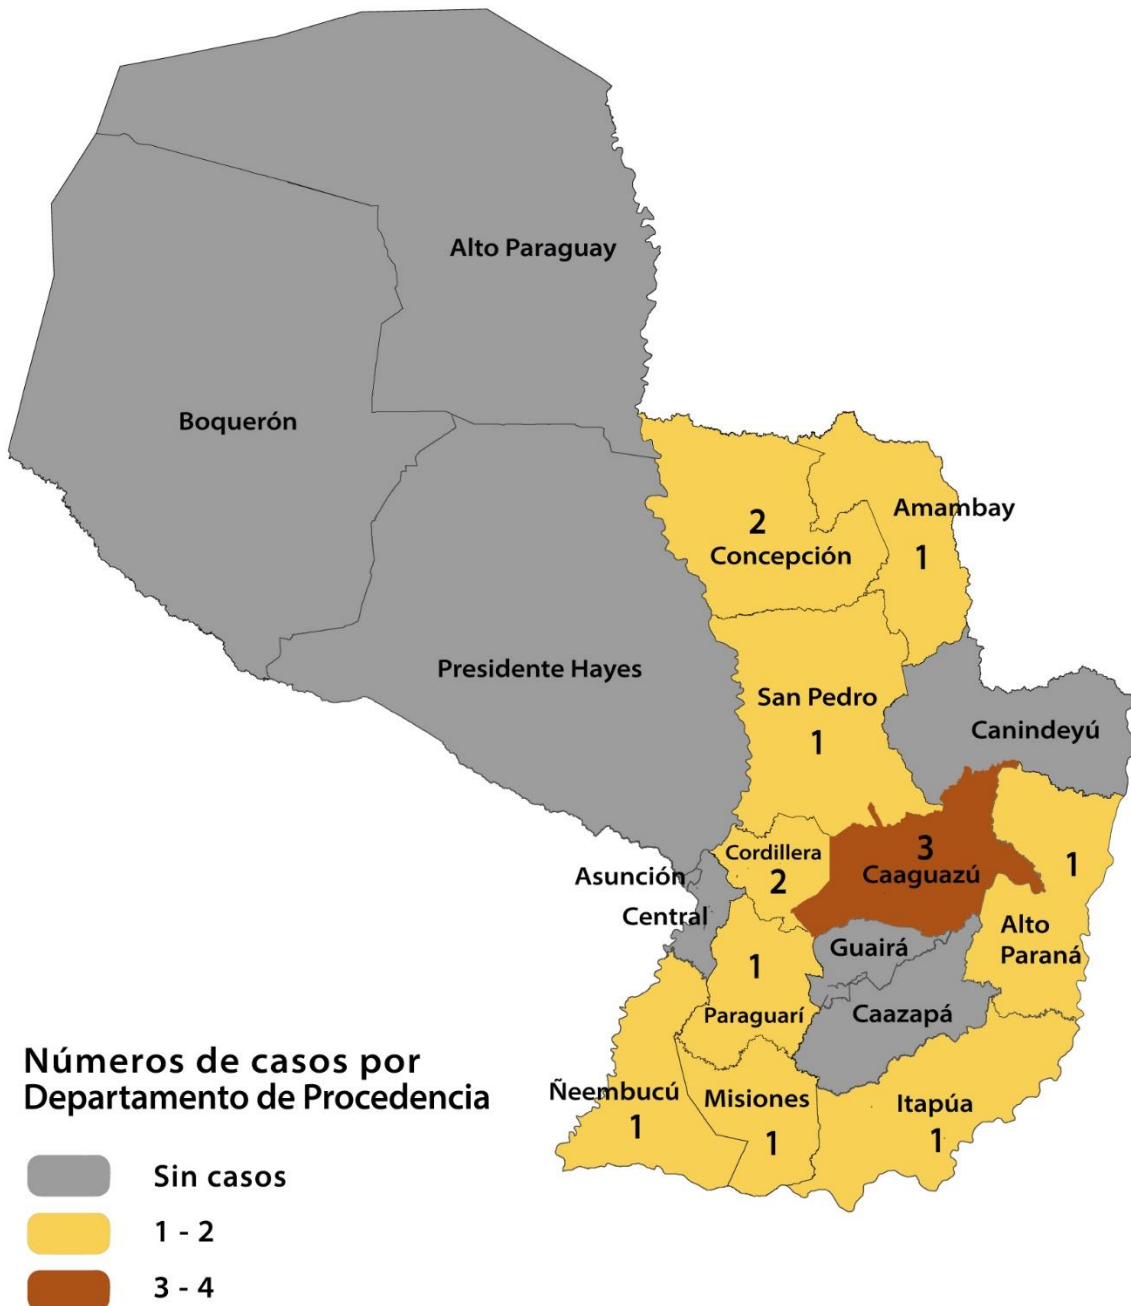 Alto Paraguay
Boquerón
Amambay
2
Concepción
1
Presidente Hayes
San Pedro
1
Canindeyú
Cordillera
2
3
Caaguazú
1
Asunción
Central
Alto
Paraná
Guairá
1
Paraguarí
Caazapá
Números de casos por
Departamento de Procedencia
Ñeembucú
1
Misiones
1
Itapúa
1
Sin casos
1 - 2
3 - 4